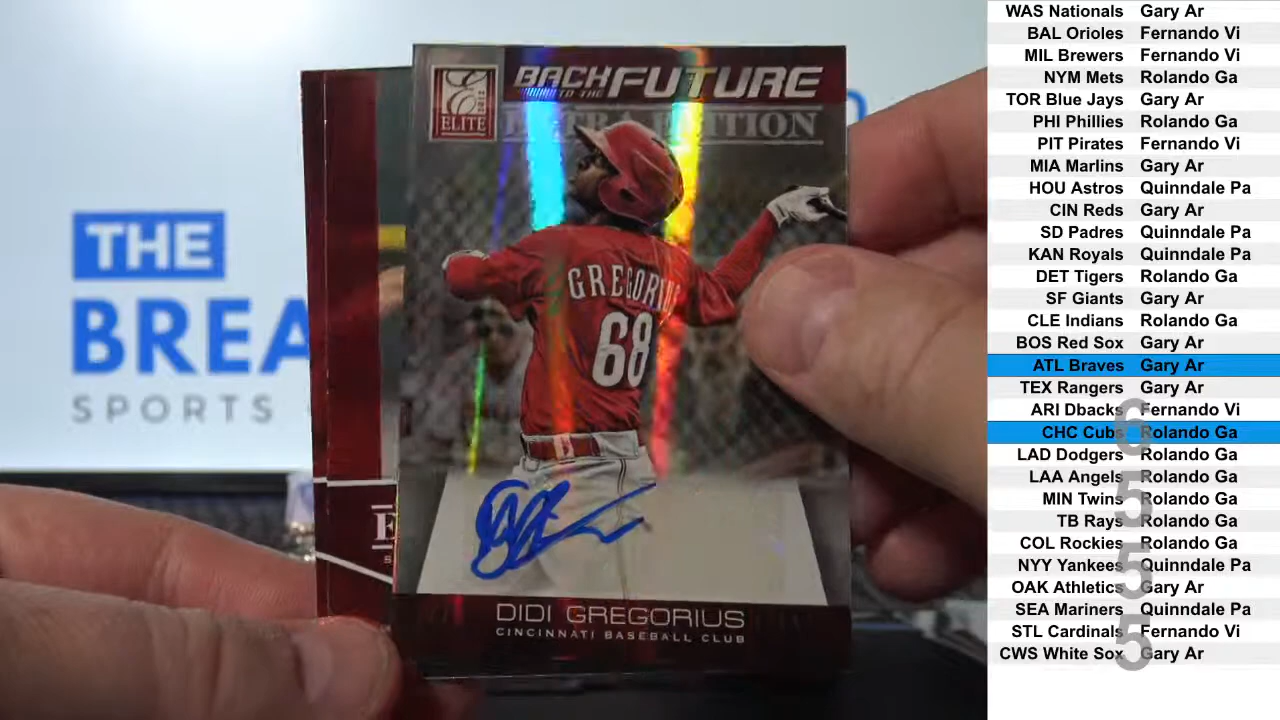 BACK
TO THE
FUTURE
ELITE
2012
EXTRA EDITION
THE
BREA
SPORTS
GREGORIUS
68
DIDI GREGORIUS
CINCINNATI BASEBALL CLUB
E
S
WAS Nationals Gary Ar
BAL Orioles Fernando Vi
MIL Brewers Fernando Vi
NYM Mets Rolando Ga
TOR Blue Jays Gary Ar
PHI Phillies Rolando Ga
PIT Pirates Fernando Vi
MIA Marlins Gary Ar
HOU Astros Quinndale Pa
CIN Reds Gary Ar
SD Padres Quinndale Pa
KAN Royals Quinndale Pa
DET Tigers Rolando Ga
SF Giants Gary Ar
CLE Indians Rolando Ga
BOS Red Sox Gary Ar
ATL Braves Gary Ar
TEX Rangers Gary Ar
ARI Dbacks Fernando Vi
CHC Cubs Rolando Ga
LAD Dodgers Rolando Ga
LAA Angels Rolando Ga
MIN Twins Rolando Ga
TB Rays Rolando Ga
COL Rockies Rolando Ga
NYY Yankees Quinndale Pa
OAK Athletics Gary Ar
SEA Mariners Quinndale Pa
STL Cardinals Fernando Vi
CWS White Sox Gary Ar
6
5
5
5